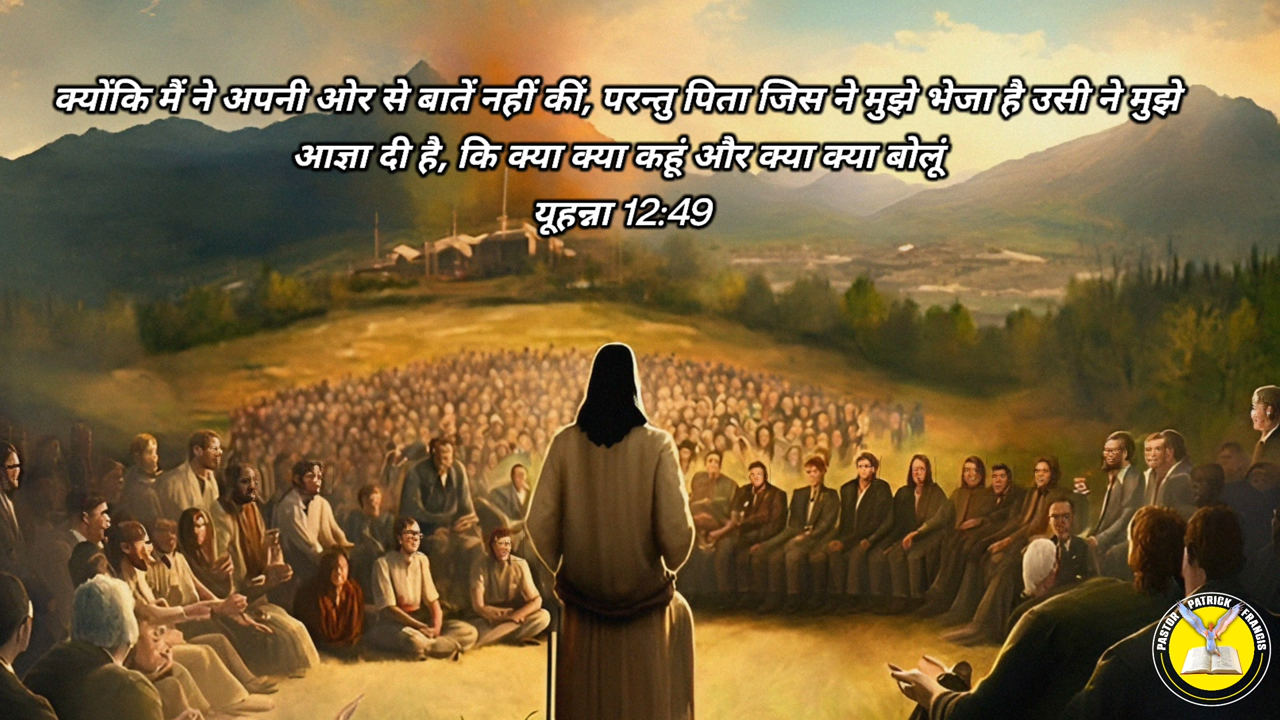 क्योंकि मैं ने अपनी ओर से बातें नहीं कीं, परन्तु पिता जिस ने मुझे भेजा है उसी ने मुझे
आज्ञा दी है, कि क्या क्या कहूं और क्या क्या बोलूं
यूहन्ना 12:49
PASTOR PATRICK FRANCIS